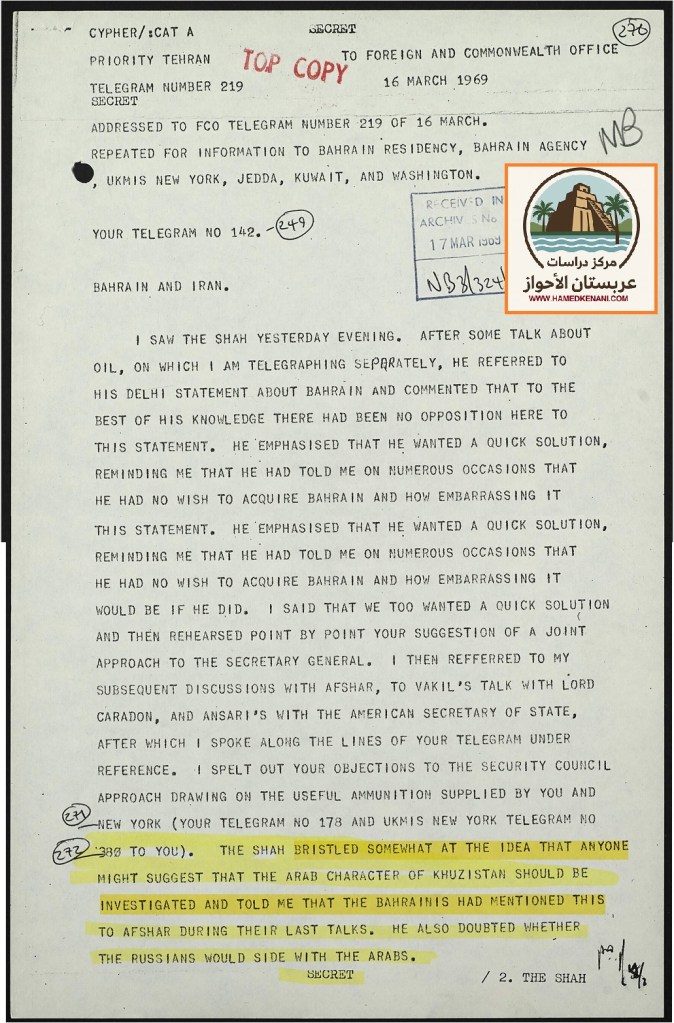 CYPHER/:CAT A
SECRET
276
PRIORITY TEHRAN
TOP COPY
TO FOREIGN AND COMMONWEALTH OFFICE
TELEGRAM NUMBER 219
16 MARCH 1969
SECRET
ADDRESSED TO FCO TELEGRAM NUMBER 219 OF 16 MARCH.
REPEATED FOR INFORMATION TO BAHRAIN RESIDENCY, BAHRAIN AGENCY
MB
, UKMIS NEW YORK, JEDDA, KUWAIT, AND WASHINGTON.
RECEIVED IN
ARCHIVES No
17 MAR 1969
NB3/324/
مركز دراسات
عربستان الأحواز
WWW.HAMEDKENANI.COM
YOUR TELEGRAM NO 142.- 249
BAHRAIN AND IRAN.
I SAW THE SHAH YESTERDAY EVENING. AFTER SOME TALK ABOUT
OIL, ON WHICH I AM TELEGRAPHING SEPARATELY, HE REFERRED TO
HIS DELHI STATEMENT ABOUT BAHRAIN AND COMMENTED THAT TO THE
BEST OF HIS KNOWLEDGE THERE HAD BEEN NO OPPOSITION HERE TO
THIS STATEMENT. HE EMPHASISED THAT HE WANTED A QUICK SOLUTION,
REMINDING ME THAT HE HAD TOLD ME ON NUMEROUS OCCASIONS THAT
HE HAD NO WISH TO ACQUIRE BAHRAIN AND HOW EMBARRASSING IT
THIS STATEMENT. HE EMPHASISED THAT HE WANTED A QUICK SOLUTION,
REMINDING ME THAT HE HAD TOLD ME ON NUMEROUS OCCASIONS THAT
HE HAD NO WISH TO ACQUIRE BAHRAIN AND HOW EMBARRASSING IT
WOULD BE IF HE DID. I SAID THAT WE TOO WANTED A QUICK SOLUTION
AND THEN REHEARSED POINT BY POINT YOUR SUGGESTION OF A JOINT
APPROACH TO THE SECRETARY GENERAL. I THEN REFFERRED TO MY
SUBSEQUENT DISCUSSIONS WITH AFSHAR, TO VAKIL'S TALK WITH LORD
CARADON, AND ANSARI'S WITH THE AMERICAN SECRETARY OF STATE,
AFTER WHICH I SPOKE ALONG THE LINES OF YOUR TELEGRAM UNDER
REFERENCE. I SPELT OUT YOUR OBJECTIONS TO THE SECURITY COUNCIL
APPROACH DRAWING ON THE USEFUL AMMUNITION SUPPLIED BY YOU AND
271 NEW YORK (YOUR TELEGRAM NO 178 AND UKMIS NEW YORK TELEGRAM NO
272 380 TO YOU). THE SHAH BRISTLED SOMEWHAT AT THE IDEA THAT ANYONE
MIGHT SUGGEST THAT THE ARAB CHARACTER OF KHUZISTAN SHOULD BE
INVESTIGATED AND TOLD ME THAT THE BAHRAINIS HAD MENTIONED THIS
TO AFSHAR DURING THEIR LAST TALKS. HE ALSO DOUBTED WHETHER
THE RUSSIANS WOULD SIDE WITH THE ARABS.
SECRET
/ 2. THE SHAH